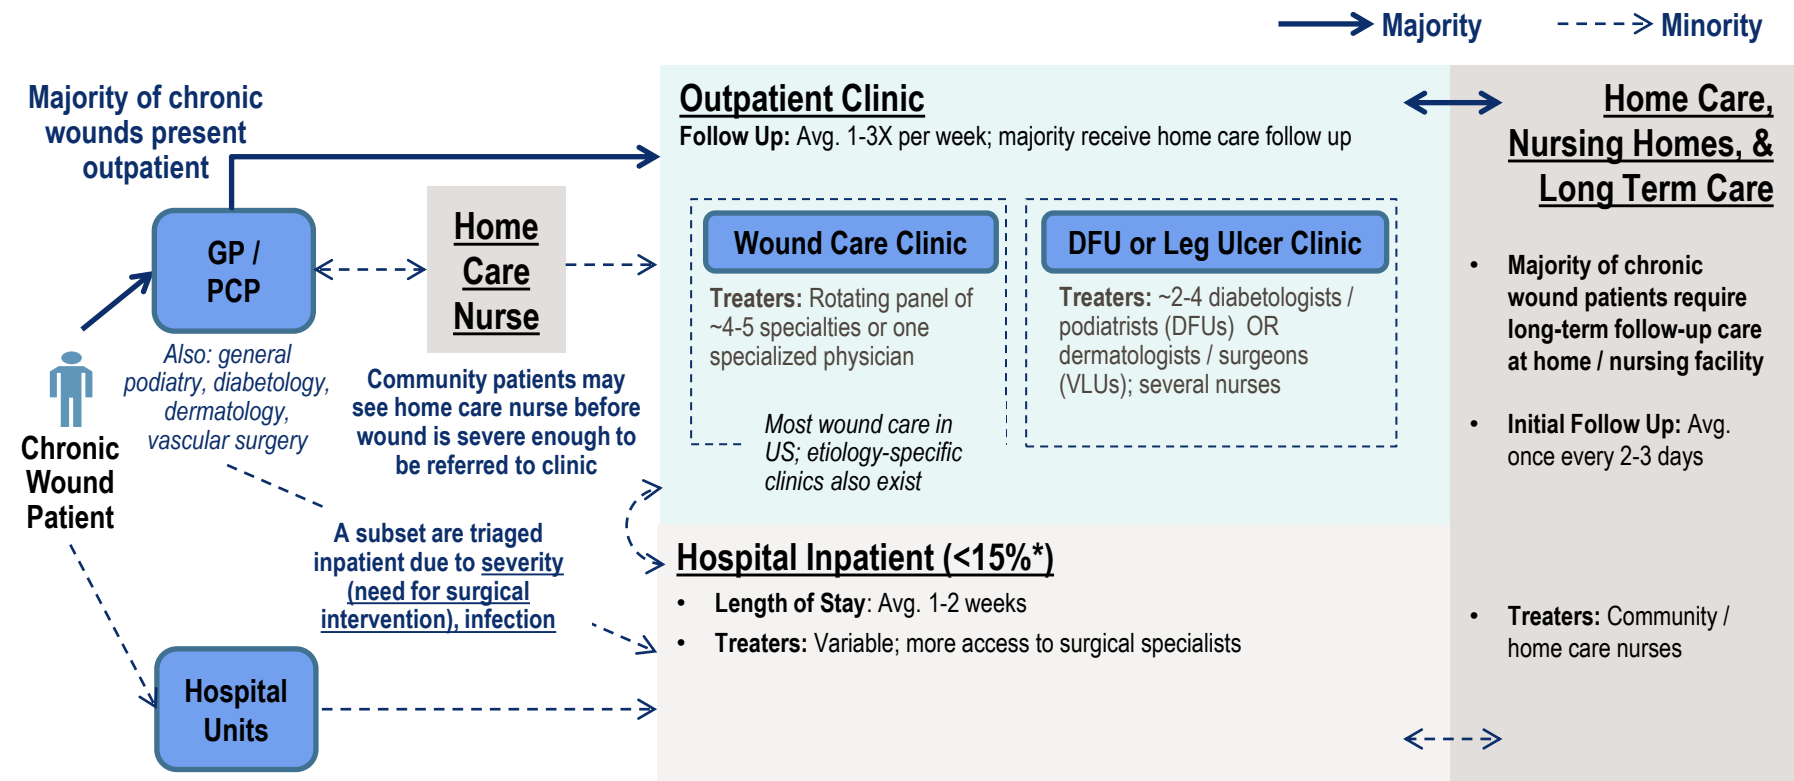 Majority
Minority
Majority of chronic
wounds present
outpatient
GP /
PCP
Also: general
podiatry, diabetology,
dermatology,
vascular surgery
Chronic
Wound
Patient
Home
Care
Nurse
Community patients may
see home care nurse before
wound is severe enough to
be referred to clinic
A subset are triaged
inpatient due to severity
(need for surgical
intervention), infection
Hospital
Units
Outpatient Clinic
Follow Up: Avg. 1-3X per week; majority receive home care follow up
Wound Care Clinic
Treaters: Rotating panel of
~4-5 specialties or one
specialized physician
Most wound care in
US; etiology-specific
clinics also exist
DFU or Leg Ulcer Clinic
Treaters: ~2-4 diabetologists /
podiatrists (DFUs) OR
dermatologists / surgeons
(VLUs); several nurses
Hospital Inpatient (<15%*)
• Length of Stay: Avg. 1-2 weeks
• Treaters: Variable; more access to surgical specialists
Home Care,
Nursing Homes, &
Long Term Care
• Majority of chronic
wound patients require
long-term follow-up care
at home / nursing facility
• Initial Follow Up: Avg.
once every 2-3 days
• Treaters: Community /
home care nurses